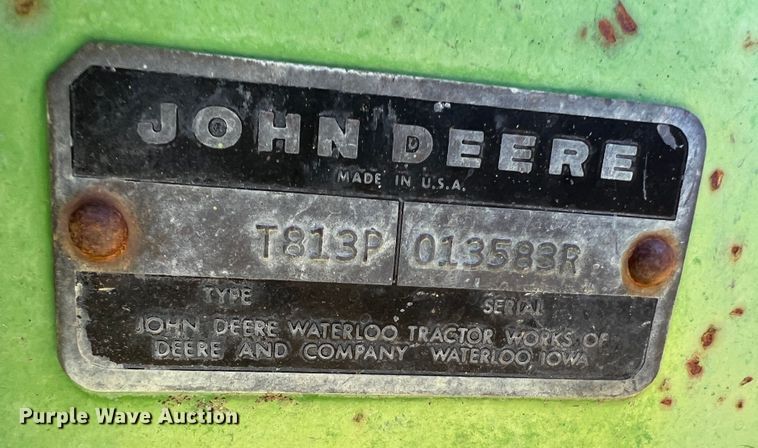 JOHN DEERE
MADE IN U.S.A.
T813P 013583R
TYPE SERIAL
JOHN DEERE WATERLOO TRACTOR WORKS OF
DEERE AND COMPANY WATERLOO, IOWA
Purple Wave Auction